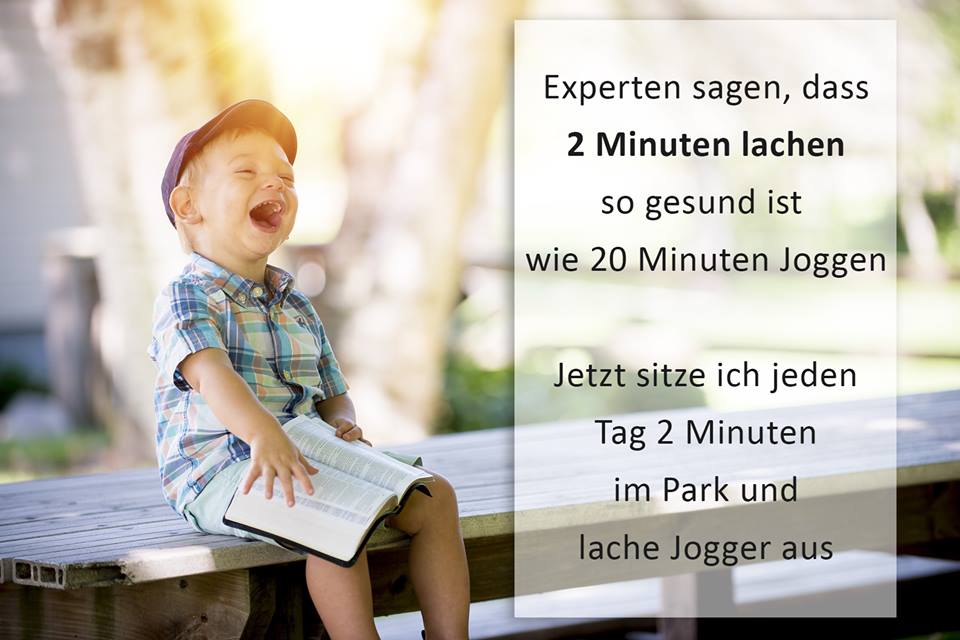 Experten sagen, dass
2 Minuten lachen
so gesund ist
wie 20 Minuten Joggen
Jetzt sitze ich jeden
Tag 2 Minuten
im Park und
lache Jogger aus